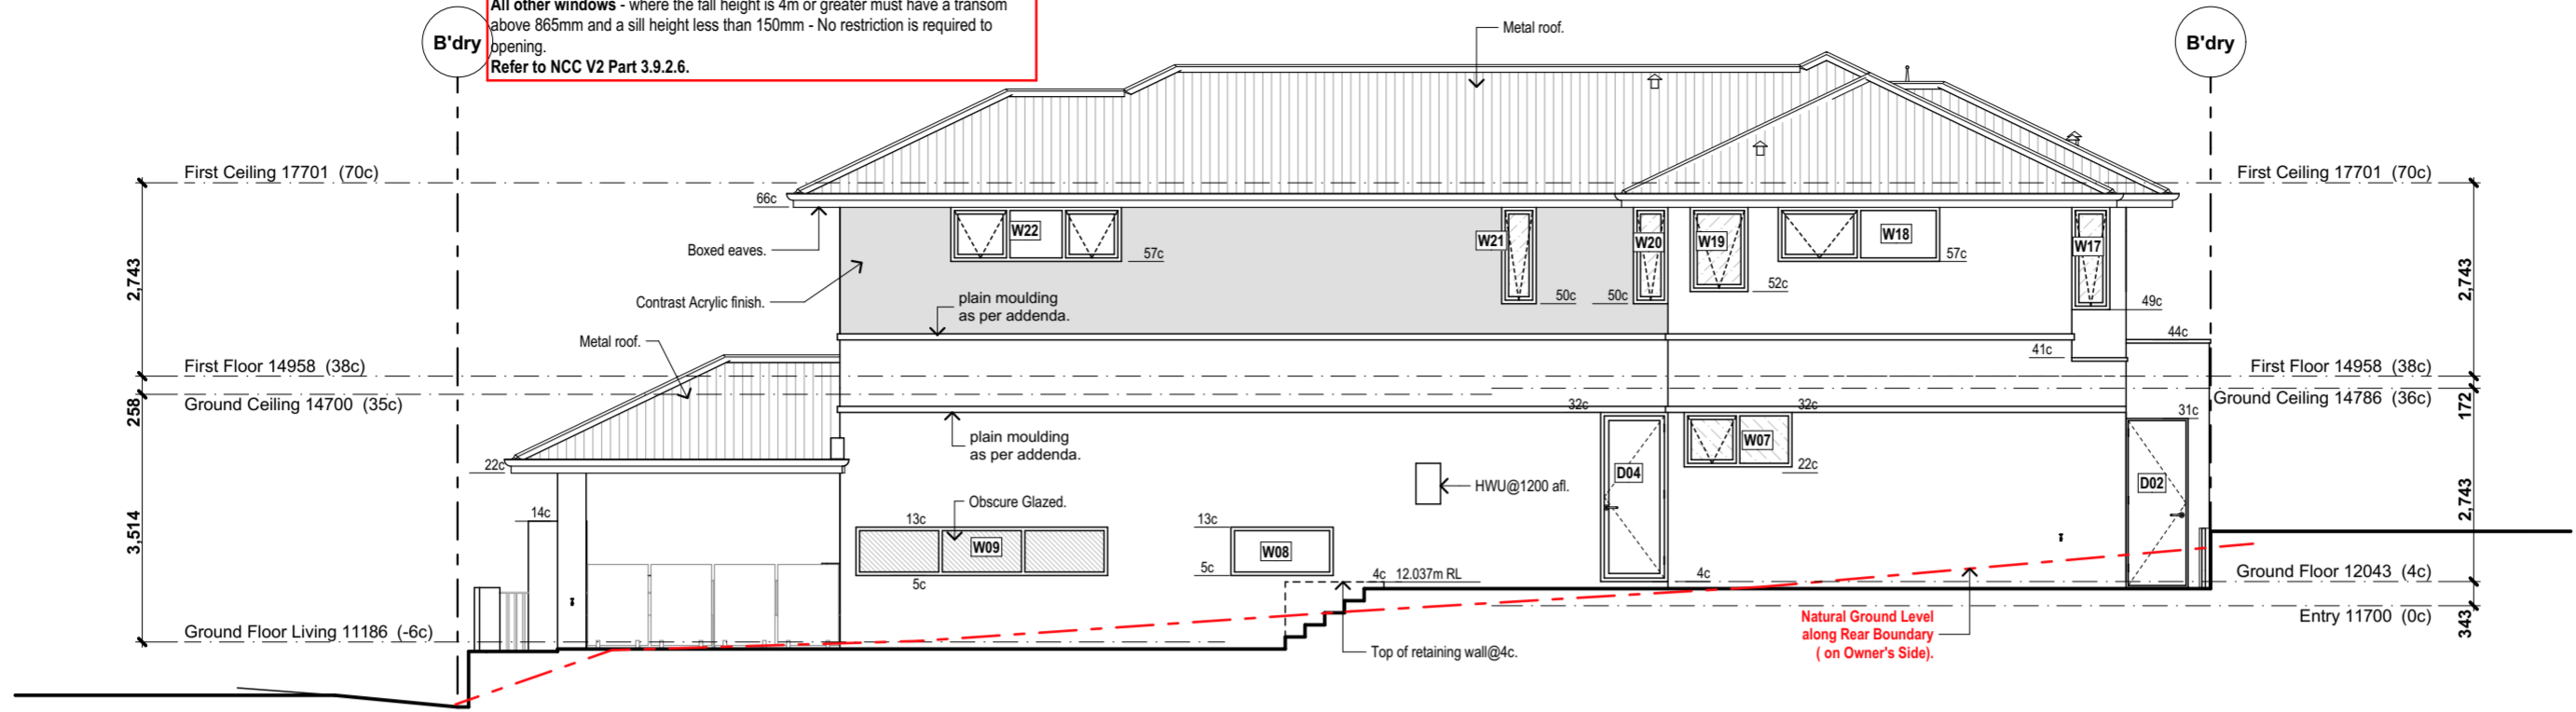 All other windows - where the fall height is 4m or greater must have a transom
above 865mm and a sill height less than 150mm - No restriction is required to
opening.
Refer to NCC V2 Part 3.9.2.6.
B'dry
B'dry
Metal roof.
First Ceiling 17701 (70c)
First Ceiling 17701 (70c)
66c
Boxed eaves.
W22
57c
W21
50c
W20
50c
W19
52c
W18
57c
W17
49c
Contrast Acrylic finish.
plain moulding
as per addenda.
2,743
2,743
44c
41c
Metal roof.
First Floor 14958 (38c)
First Floor 14958 (38c)
258
Ground Ceiling 14700 (35c)
Ground Ceiling 14786 (36c)
172
32c
32c
31c
plain moulding
as per addenda.
22c
W07
22c
D04
D02
HWU@1200 afl.
Obscure Glazed.
14c
13c
W09
5c
13c
W08
5c
3,514
2,743
4c 12.037m RL
4c
Ground Floor 12043 (4c)
Entry 11700 (0c)
343
Natural Ground Level
along Rear Boundary
( on Owner's Side).
Ground Floor Living 11186 (-6c)
Top of retaining wall@4c.